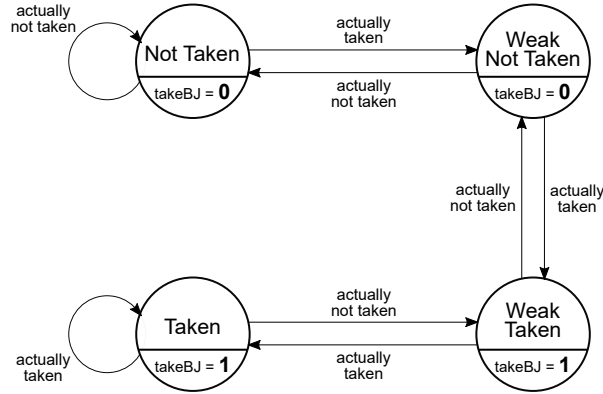 actually
not taken
Not Taken
takeBJ = 0
actually
taken
actually
not taken
Weak
Not Taken
takeBJ = 0
actually
not taken
actually
taken
actually
taken
Taken
takeBJ = 1
actually
not taken
actually
taken
Weak
Taken
takeBJ = 1